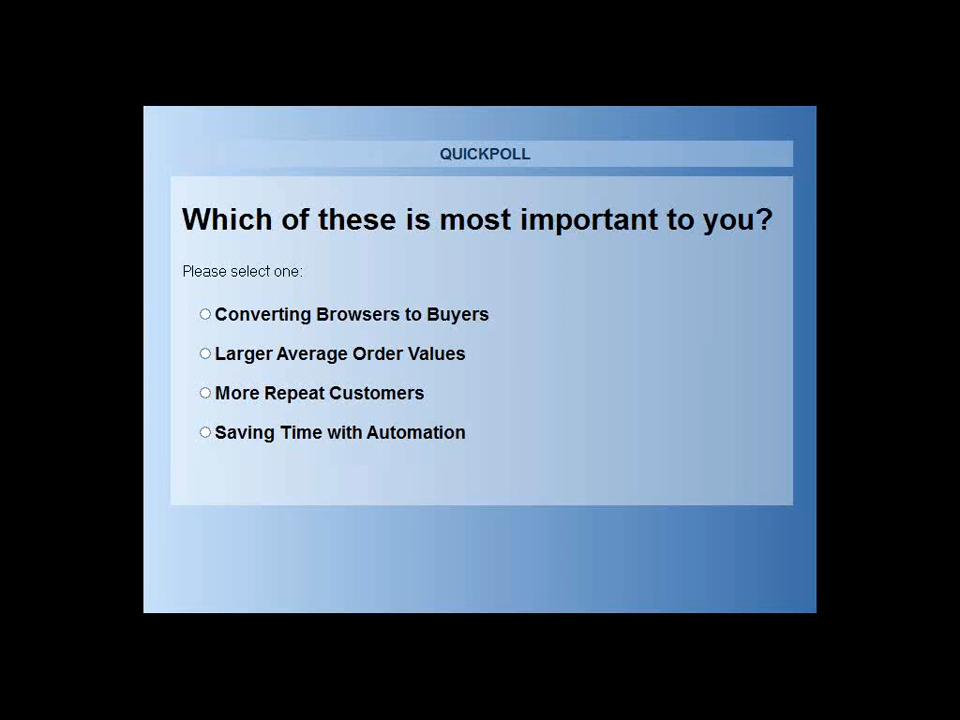 QUICKPOLL
Which of these is most important to you?
Please select one:
Converting Browsers to Buyers
Larger Average Order Values
More Repeat Customers
Saving Time with Automation